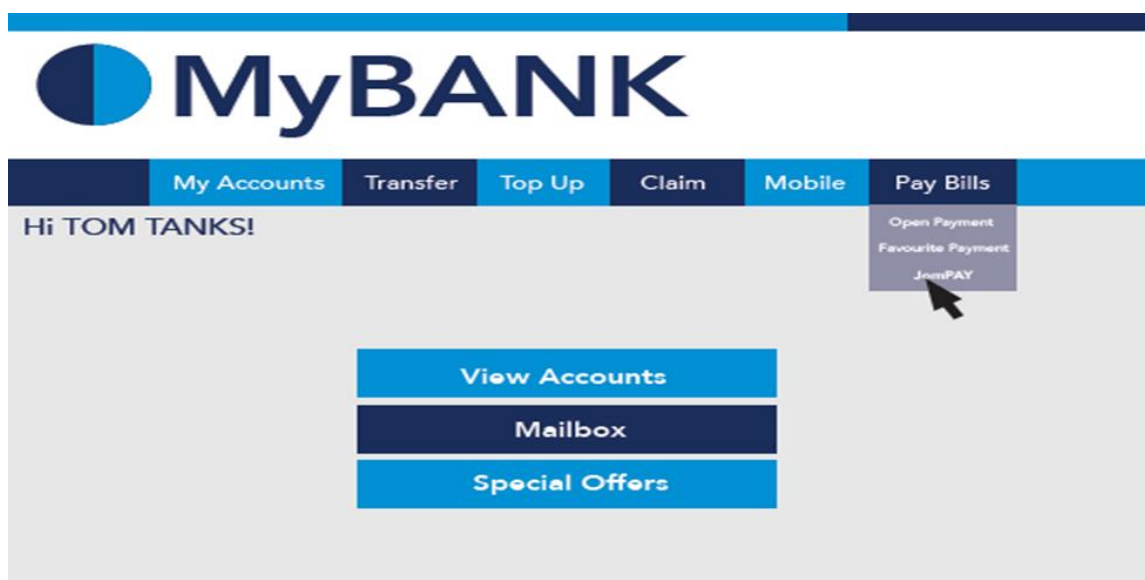 MyBANK
My Accounts Transfer Top Up Claim Mobile Pay Bills
Hi TOM TANKS!
Open Payment
Favourite Payment
JomPAY
View Accounts
Mailbox
Special Offers